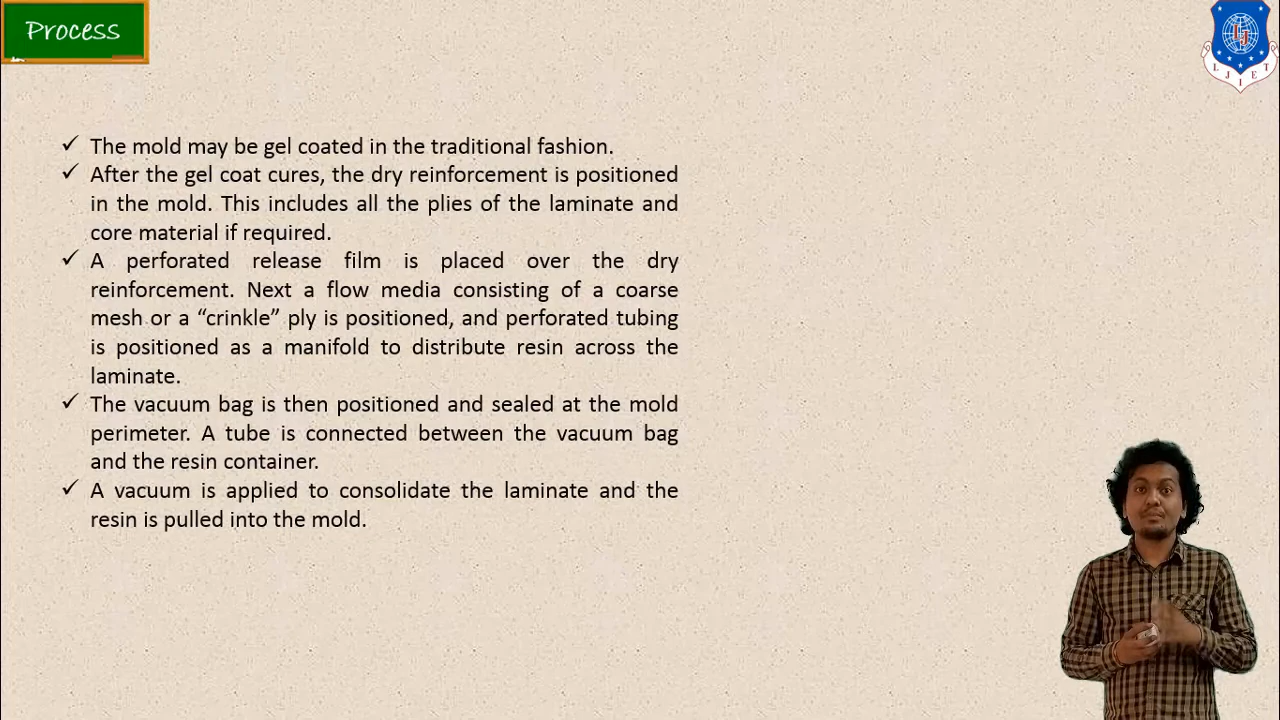 Process
LJIET
✓ The mold may be gel coated in the traditional fashion.
✓ After the gel coat cures, the dry reinforcement is positioned
in the mold. This includes all the plies of the laminate and
core material if required.
✓ A perforated release film is placed over the dry
reinforcement. Next a flow media consisting of a coarse
mesh or a “crinkle” ply is positioned, and perforated tubing
is positioned as a manifold to distribute resin across the
laminate.
✓ The vacuum bag is then positioned and sealed at the mold
perimeter. A tube is connected between the vacuum bag
and the resin container.
✓ A vacuum is applied to consolidate the laminate and the
resin is pulled into the mold.